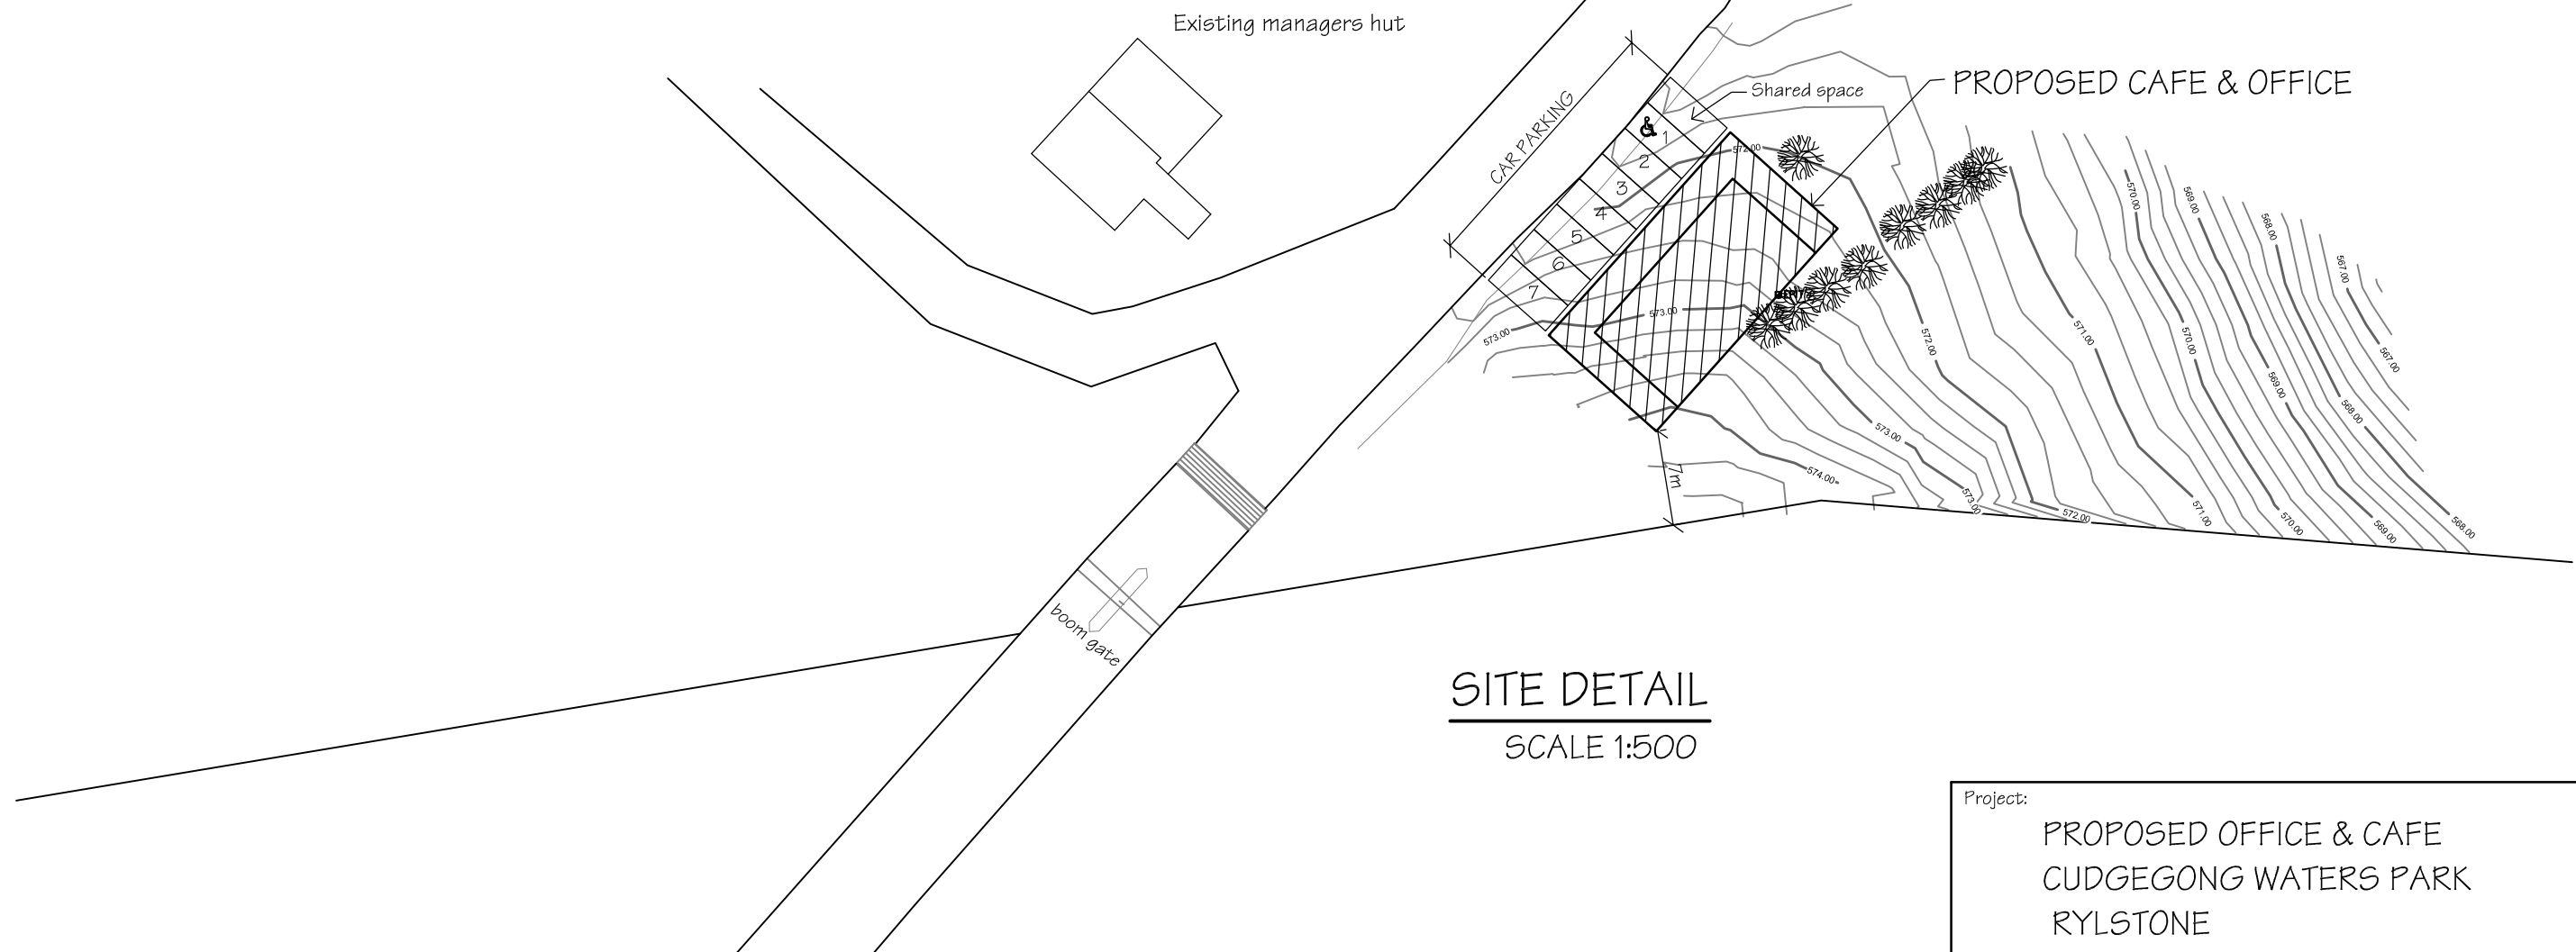 Existing managers hut
PROPOSED CAFE & OFFICE
Shared space
CAR PARKING
1
2
3
4
5
6
7
572.00
573.00
573.00
570.00
569.00
568.00
567.00
572.00
571.00
570.00
569.00
568.00
567.00
573.00
574.00
573.00
572.00
571.00
570.00
569.00
568.00
7m
boom gate
SITE DETAIL
SCALE 1:500
Project:
PROPOSED OFFICE & CAFE
CUDGEGONG WATERS PARK
RYLSTONE